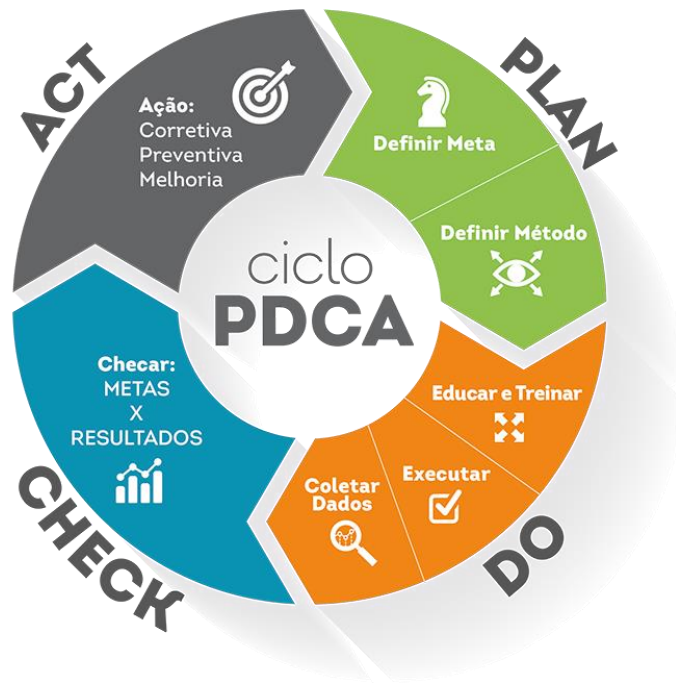 ciclo
PDCA
PLAN
Definir Meta
Definir Método
DO
Educar e Treinar
Executar
Coletar
Dados
CHECK
Checar:
METAS
X
RESULTADOS
ACT
Ação:
Corretiva
Preventiva
Melhoria